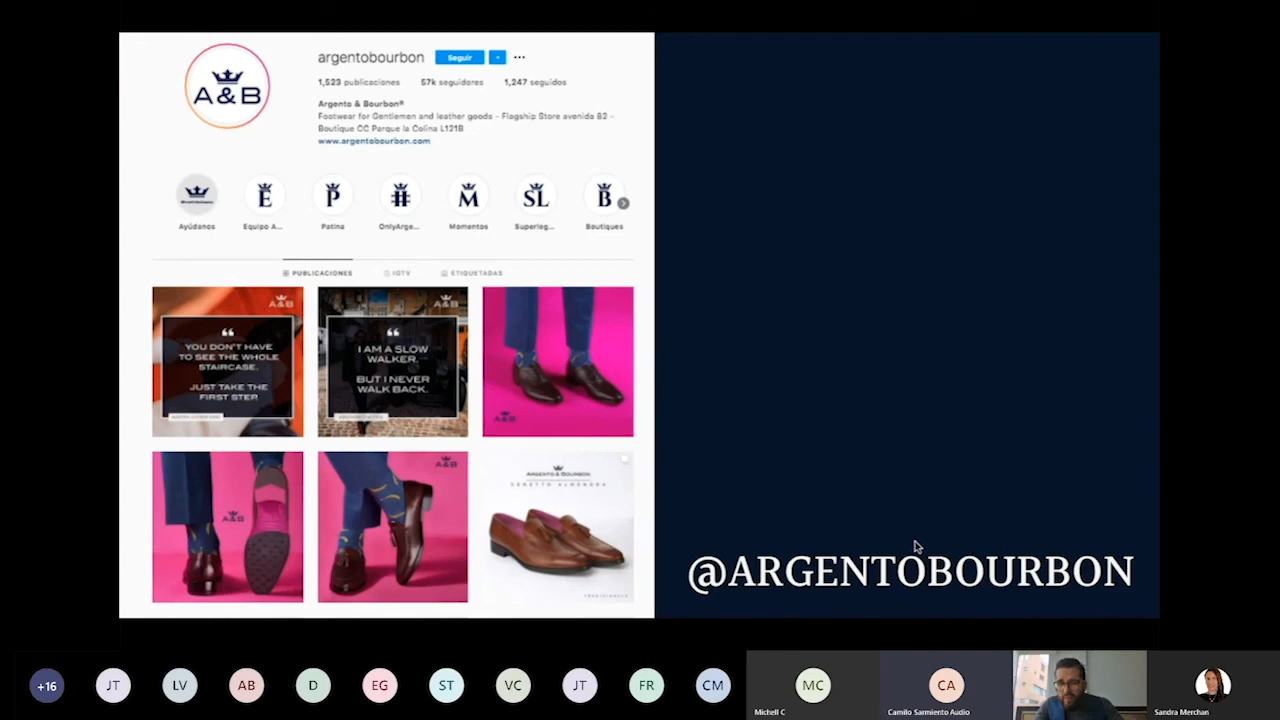 A&B
argentobourbon
Seguir
1,523 publicaciones 57k seguidores 1,247 seguidos
Argento & Bourbon®
Footwear for Gentlemen and leather goods - Flagship Store avenida 82 -
Boutique CC Parque la Colina L121B
www.argentobourbon.com
E P M SL B
Ayúdanos Equipo A... Patina OnlyArge... Momentos Superleg... Boutiques
PUBLICACIONES IGTV ETIQUETADAS
A&B
“
YOU DON'T HAVE
TO SEE THE WHOLE
STAIRCASE.
JUST TAKE THE
FIRST STEP.
A&B
“
I AM A SLOW
WALKER.
BUT I NEVER
WALK BACK.
A&B
A&B
A&B
ARGENTO & BOURBON
@ARGENTOBOURBON
+16 JT LV AB D EG ST VC JT FR CM MC CA
Michell C Camilo Sarmiento Audio Sandra Merchan